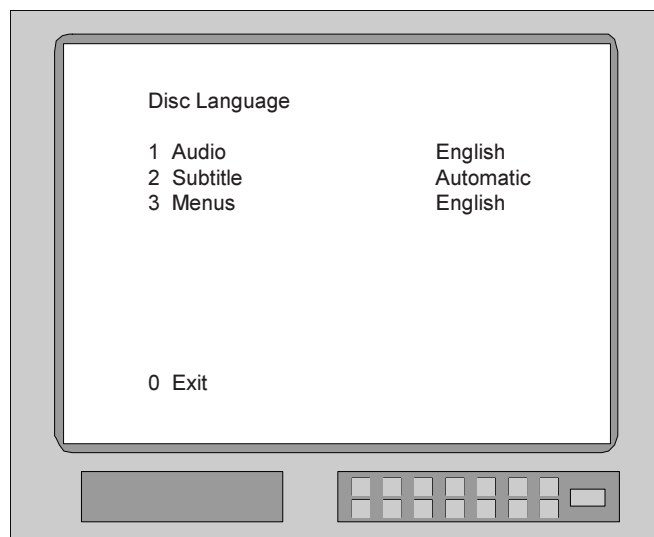 Disc Language
1 Audio English
2 Subtitle Automatic
3 Menus English
0 Exit